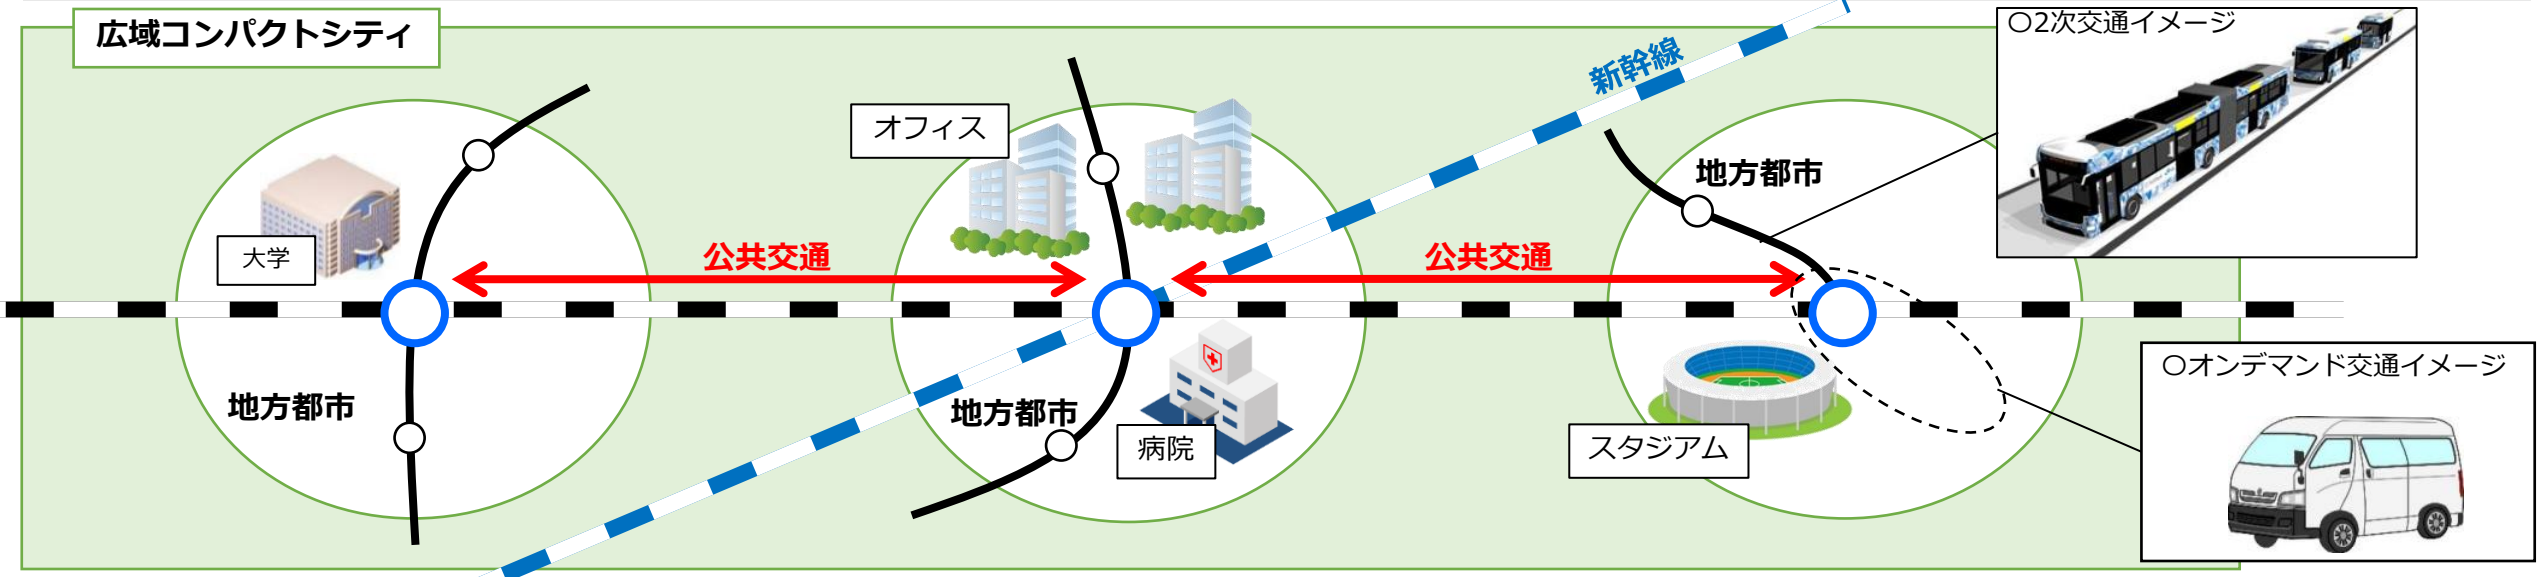 広域コンパクトシティ
〇2次交通イメージ
新幹線
オフィス
地方都市
大学
公共交通
公共交通
〇オンデマンド交通イメージ
地方都市
地方都市
病院
スタジアム